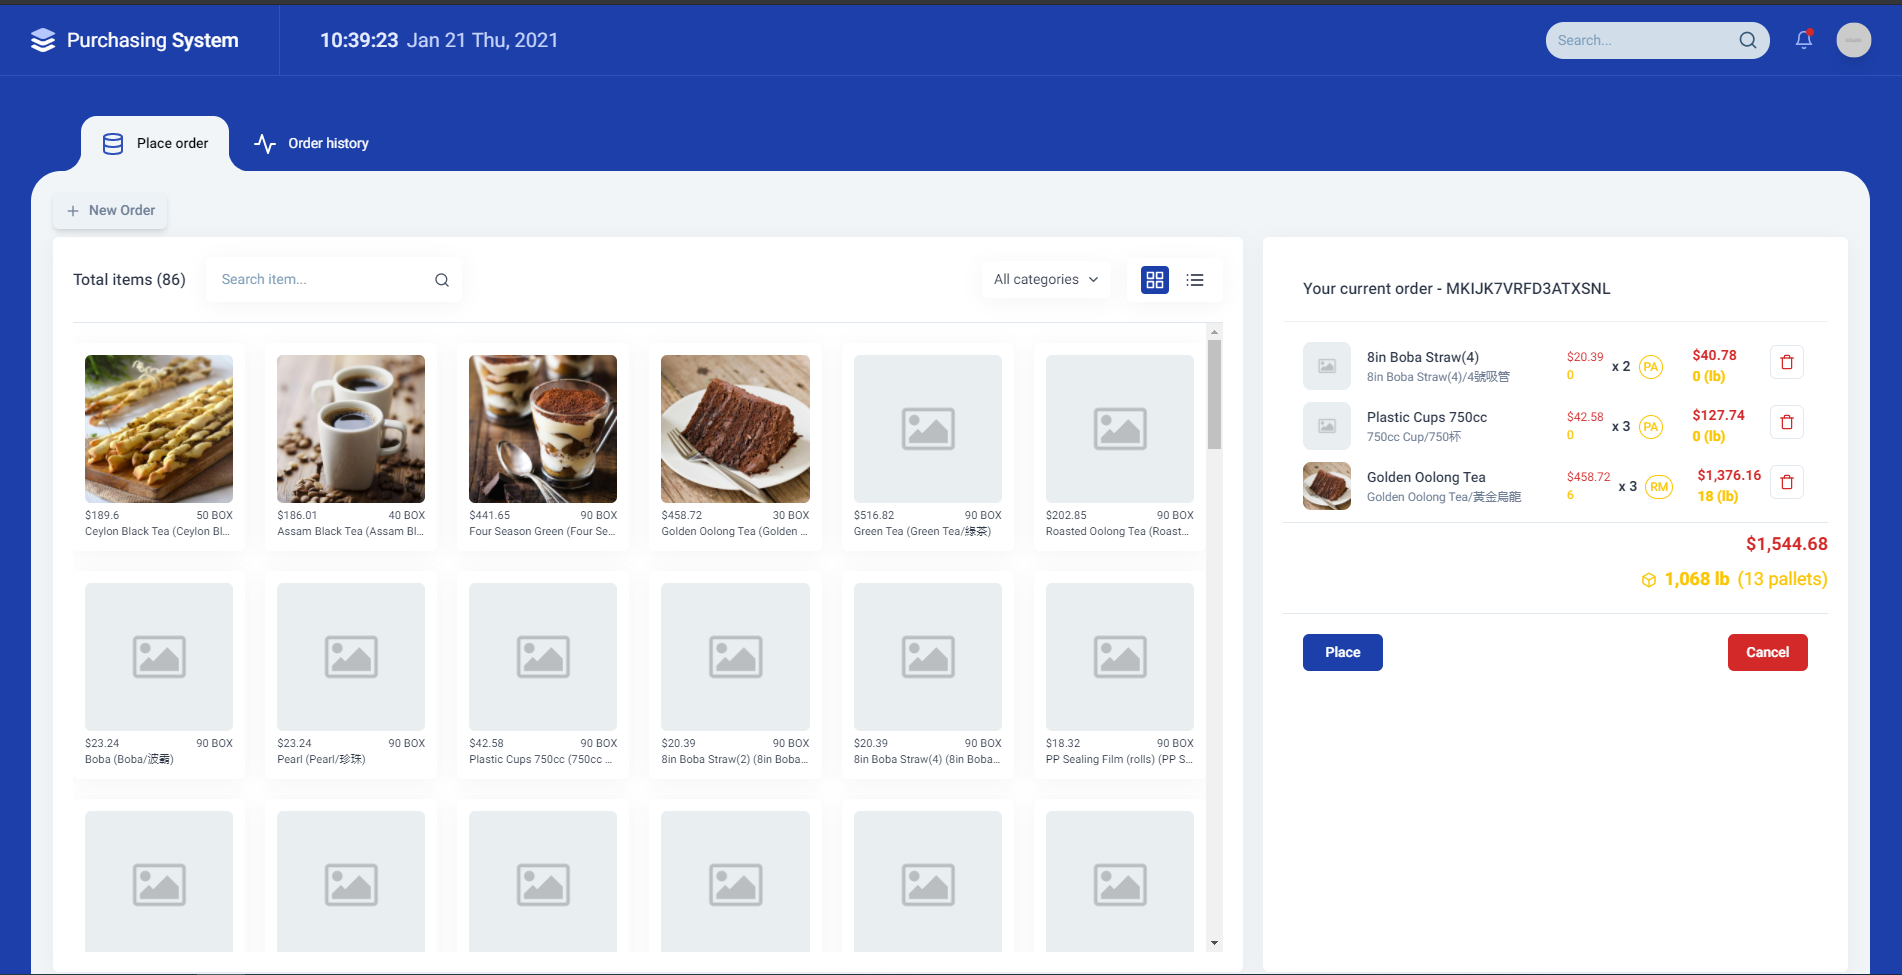 Purchasing System
10:39:23 Jan 21 Thu, 2021
Search...
Place order
Order history
New Order
Total items (86)
Search item...
All categories
$189.6 50 BOX
Ceylon Black Tea (Ceylon Bl...
$186.01 40 BOX
Assam Black Tea (Assam Bl...
$441.65 90 BOX
Four Season Green (Four Se...
$458.72 30 BOX
Golden Oolong Tea (Golden ...
$516.82 90 BOX
Green Tea (Green Tea/綠茶)
$202.85 90 BOX
Roasted Oolong Tea (Roast...
$23.24 90 BOX
Boba (Boba/波霸)
$23.24 90 BOX
Pearl (Pearl/珍珠)
$42.58 90 BOX
Plastic Cups 750cc (750cc ...
$20.39 90 BOX
8in Boba Straw(2) (8in Boba...
$20.39 90 BOX
8in Boba Straw(4) (8in Boba...
$18.32 90 BOX
PP Sealing Film (rolls) (PP S...
Your current order - MKIJK7VRFD3ATXSNL
8in Boba Straw(4)
8in Boba Straw(4)/4號吸管
$20.39
0
x 2 PA
$40.78
0 (lb)
Plastic Cups 750cc
750cc Cup/750杯
$42.58
0
x 3 PA
$127.74
0 (lb)
Golden Oolong Tea
Golden Oolong Tea/黃金烏龍
$458.72
6
x 3 RM
$1,376.16
18 (lb)
$1,544.68
1,068 lb (13 pallets)
Place
Cancel